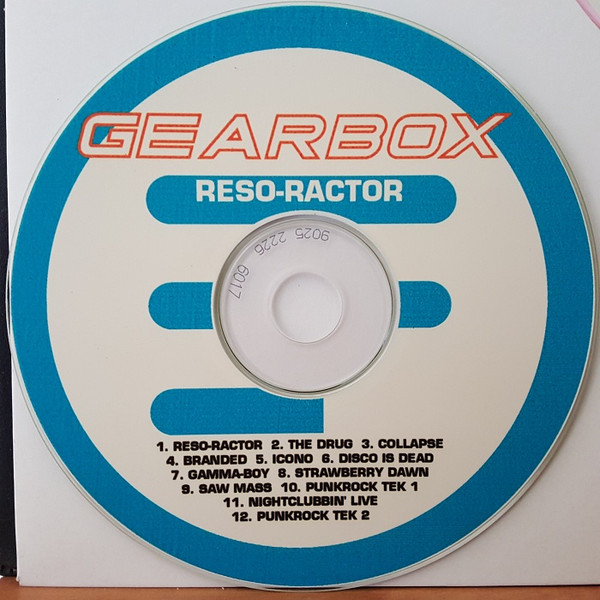 GEARBOX
RESO-RACTOR
9025 2226 6017
1. RESO-RACTOR 2. THE DRUG 3. COLLAPSE
4. BRANDED 5. ICONO 6. DISCO IS DEAD
7. GAMMA-BOY 8. STRAWBERRY DAWN
9. SAW MASS 10. PUNKROCK TEK 1
11. NIGHTCLUBBIN' LIVE
12. PUNKROCK TEK 2